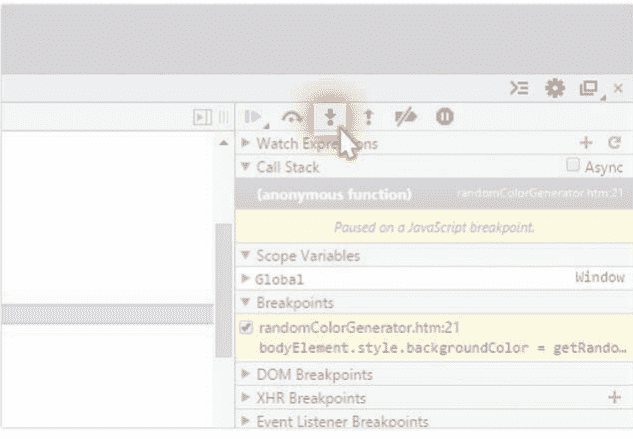 Watch Expressions
Call Stack
Async
(anonymous function) randomColorGenerator.htm:21
Paused on a JavaScript breakpoint.
Scope Variables
Global Window
Breakpoints
randomColorGenerator.htm:21
bodyElement.style.backgroundColor = getRando…
DOM Breakpoints
XHR Breakpoints
Event Listener Breakpoints